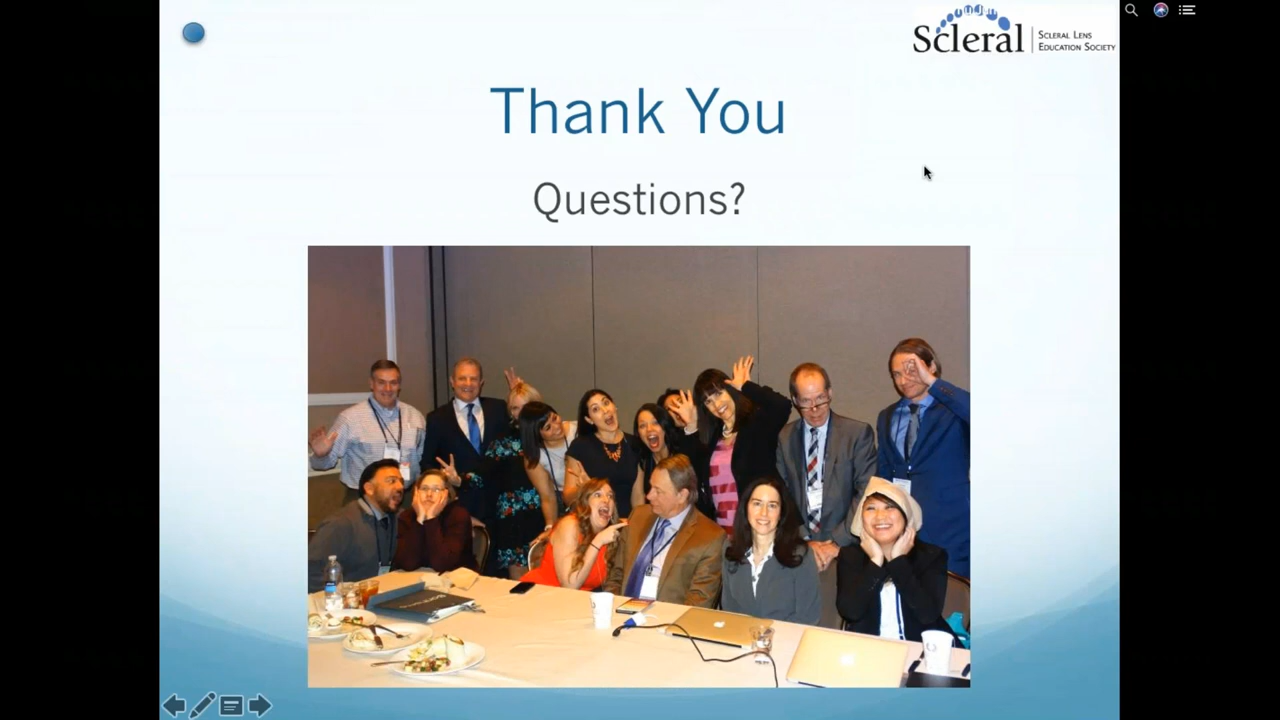 Scleral
SCLERAL LENS
EDUCATION SOCIETY
Thank You
Questions?